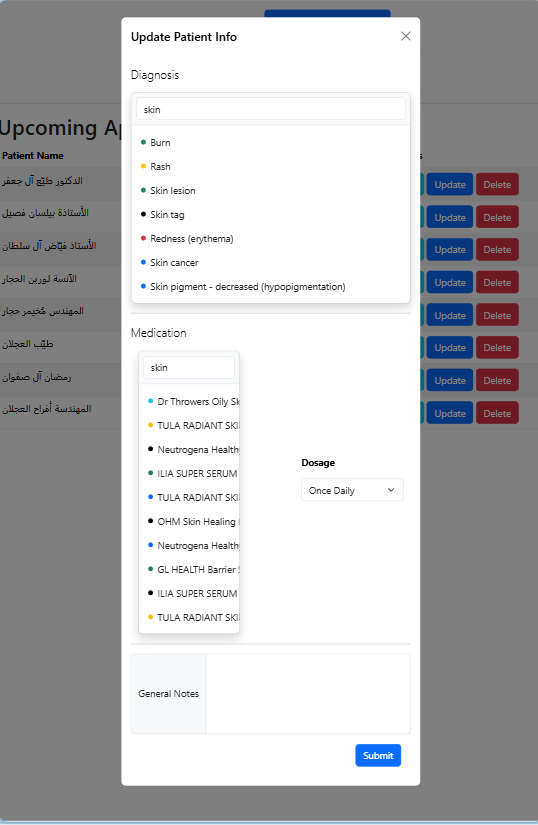 Update Patient Info
Diagnosis
skin
Burn
Rash
Skin lesion
Skin tag
Redness (erythema)
Skin cancer
Skin pigment - decreased (hypopigmentation)
Medication
skin
Dr Throwers Oily Sk
TULA RADIANT SKI
Neutrogena Healthy
ILIA SUPER SERUM
TULA RADIANT SKI
OHM Skin Healing
Neutrogena Healthy
GL HEALTH Barrier S
ILIA SUPER SERUM
TULA RADIANT SKI
Dosage
Once Daily
General Notes
Submit
Upcoming Ap
Patient Name
s
الدكتور طيّع آل جعفر
Update Delete
الأستاذة بيلسان فصيل
Update Delete
الأستاذ فيّاض آل سلطان
Update Delete
الآنسة لورين الحجار
Update Delete
المهندس مُخيمر حجار
Update Delete
طيّب العجلان
Update Delete
رمضان آل صفوان
Update Delete
المهندسة أفراح العجلان
Update Delete